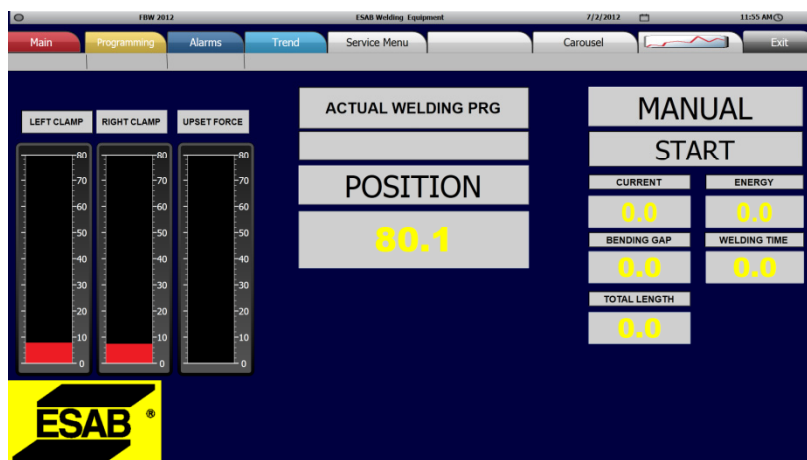 FBW 2012 ESAB Welding Equipment 7/2/2012 11:55 AM
Main Programming Alarms Trend Service Menu Carousel Exit
LEFT CLAMP RIGHT CLAMP UPSET FORCE
80 80 80
70 70 70
60 60 60
50 50 50
40 40 40
30 30 30
20 20 20
10 10 10
0 0 0
ACTUAL WELDING PRG
POSITION
80.1
MANUAL
START
CURRENT ENERGY
0.0 0.0
BENDING GAP WELDING TIME
0.0 0.0
TOTAL LENGTH
0.0
ESAB ®